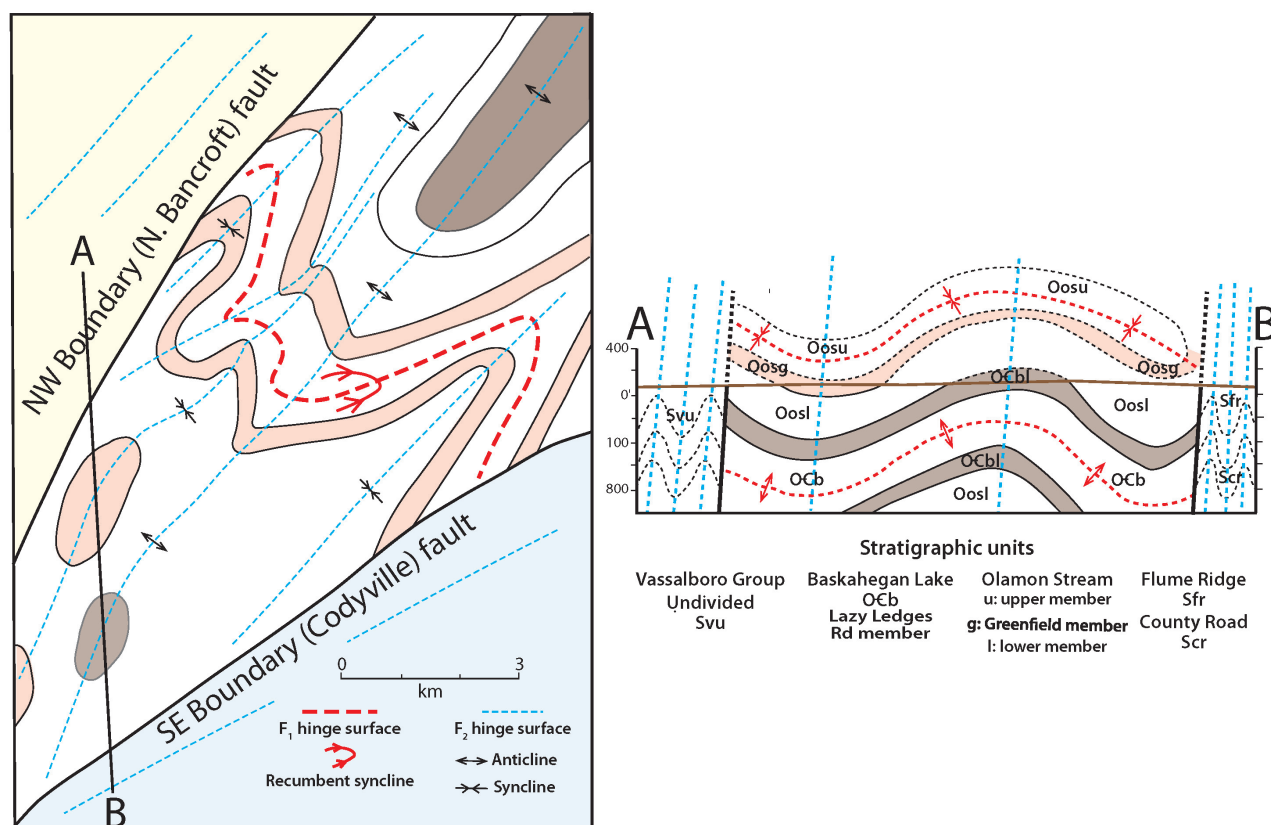 NW Boundary (N. Bancroft) fault
A
SE Boundary (Codyville) fault
B
0 3
km
F1 hinge surface
Recumbent syncline
F2 hinge surface
Anticline
Syncline
A
B
400
0'
100
800
Oosu
Oosu
Oosg
Oosg
OЄbl
Svu
Oosl
Oosl
Sfr
OЄb
OЄbl
OЄb
Scr
Oosl
Stratigraphic units
Vassalboro Group
Undivided
Svu
Baskahegan Lake
OЄb
Lazy Ledges
Rd member
Olamon Stream
u: upper member
g: Greenfield member
l: lower member
Flume Ridge
Sfr
County Road
Scr